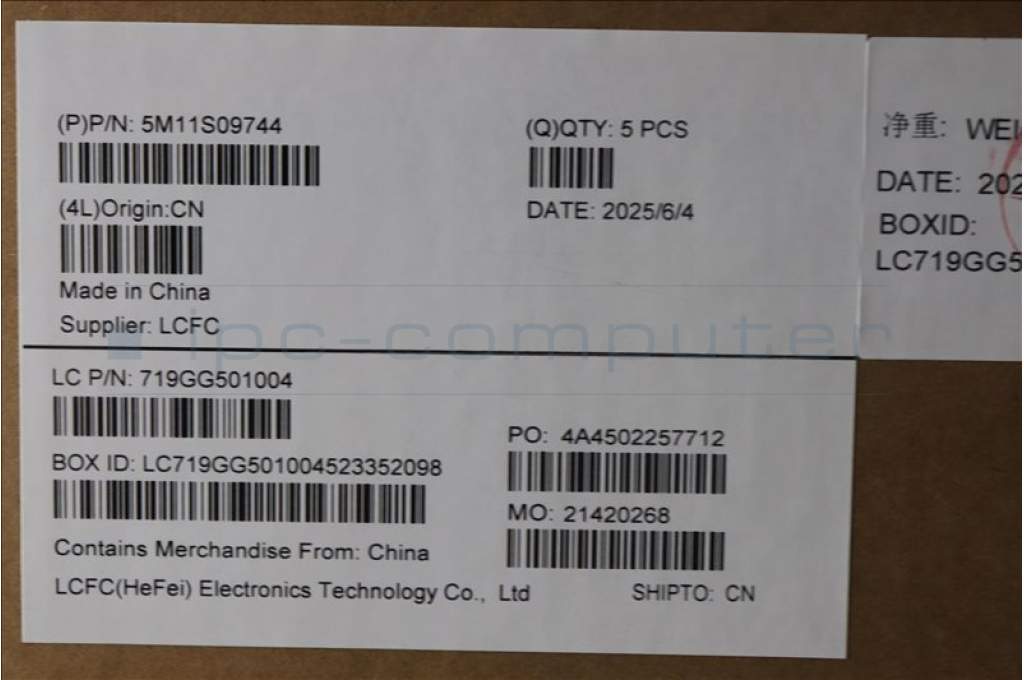 (P)P/N: 5M11S09744
(Q)QTY: 5 PCS
(4L)Origin:CN
DATE: 2025/6/4
Made in China
Supplier: LCFC
ipc-computer
LC P/N: 719GG501004
PO: 4A4502257712
BOX ID: LC719GG501004523352098
MO: 21420268
Contains Merchandise From: China
LCFC(HeFei) Electronics Technology Co., Ltd
SHIPTO: CN
净重: WEI
DATE: 202
BOXID:
LC719GG5